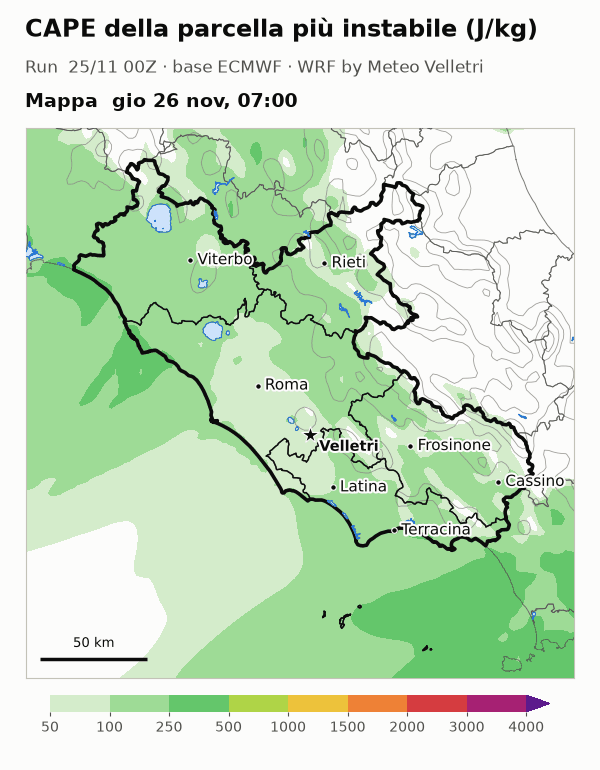 CAPE della parcella più instabile (J/kg)
Run  25/11 00Z · base ECMWF · WRF by Meteo Velletri
Mappa  gio 26 nov, 07:00
Viterbo
Rieti
Roma
Velletri
Frosinone
Cassino
Latina
Terracina
50 km
50 100 250 500 1000 1500 2000 3000 4000